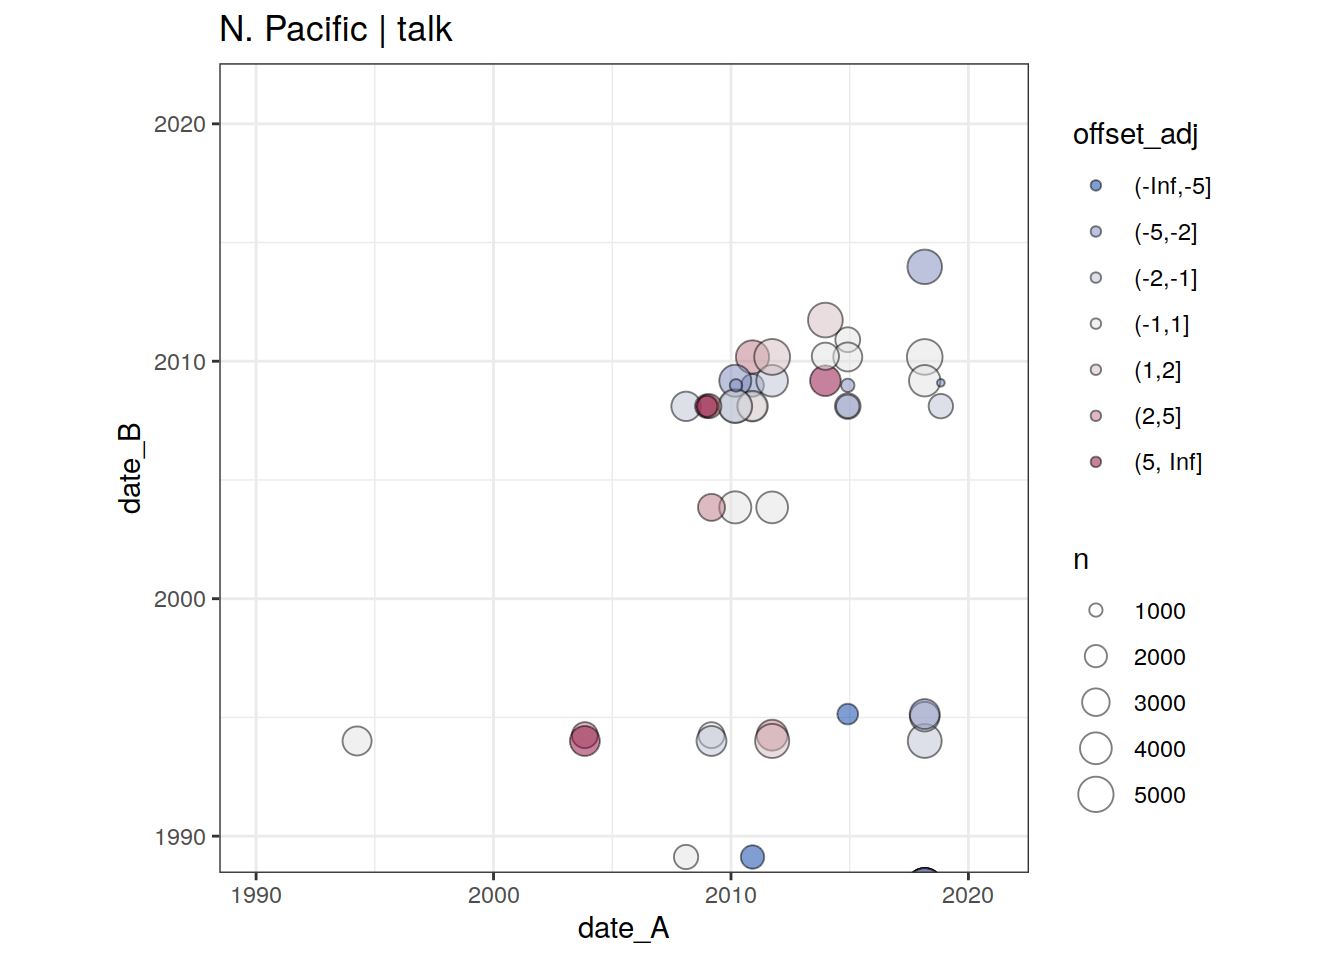 N. Pacific | talk
2020
2010
2000
1990
date_B
1990
2000
2010
2020
date_A
offset_adj
(-Inf,-5]
(-5,-2]
(-2,-1]
(-1,1]
(1,2]
(2,5]
(5, Inf]
n
1000
2000
3000
4000
5000